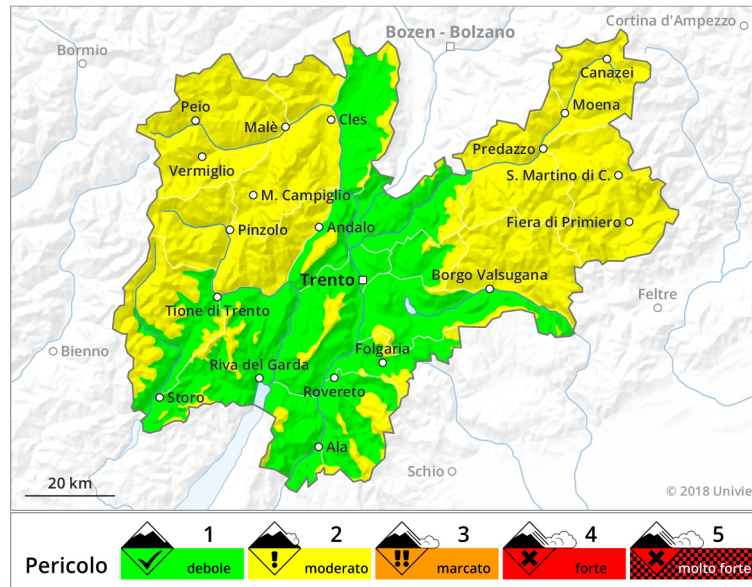 Cortina d'Ampezzo
Bozen - Bolzano
Bormio
Canazei
Peio
Moena
Malè
Cles
Predazzo
Vermiglio
S. Martino di C.
M. Campiglio
Fiera di Primiero
Pinzolo
Andalo
Trento
Borgo Valsugana
Feltre
Tione di Trento
Bienno
Folgaria
Riva del Garda
Rovereto
Storo
Ala
Schio
20 km
© 2018 Univie
1 2 3 4 5
Pericolo debole moderato marcato forte molto forte